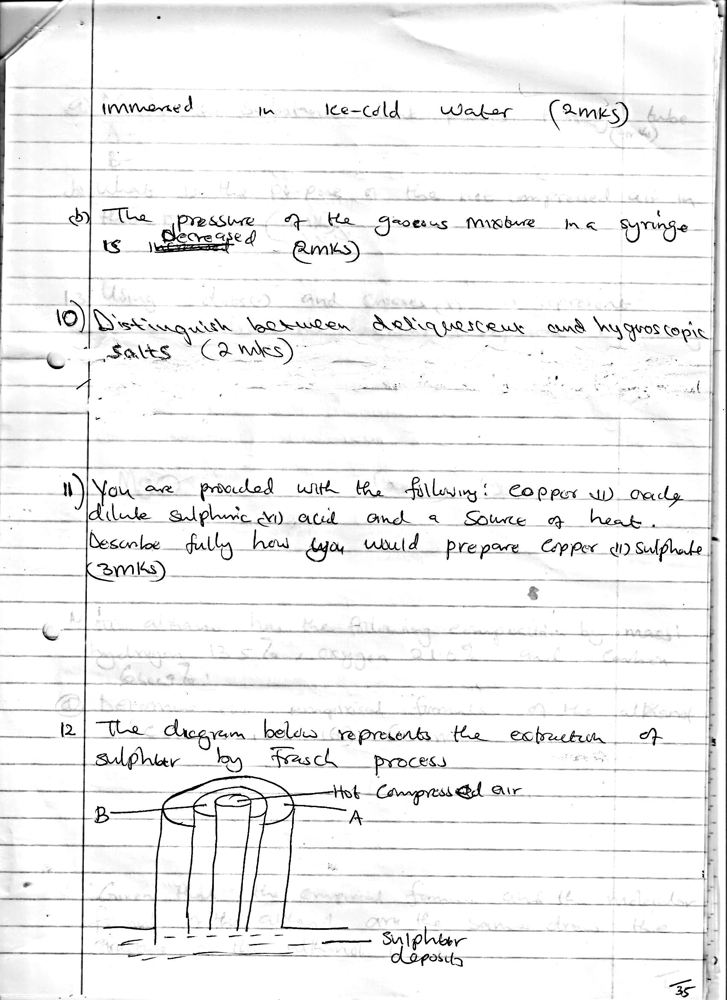 immersed in Ice-cold water (2mks)
(b) The pressure of the gaseous mixture in a syringe
decreased
is (2mks)
10) Distinguish between deliquescent and hygroscopic
salts (2 mks)
11) You are provided with the following: Copper (II) oxide
dilute sulphuric (VI) acid and a source of heat.
Describe fully how you would prepare Copper (II) sulphate
(3mks)
12 The diagram below represents the extraction of
sulphur by Frasch process
Hot Compressed air
B
A
Sulphur
deposits
35